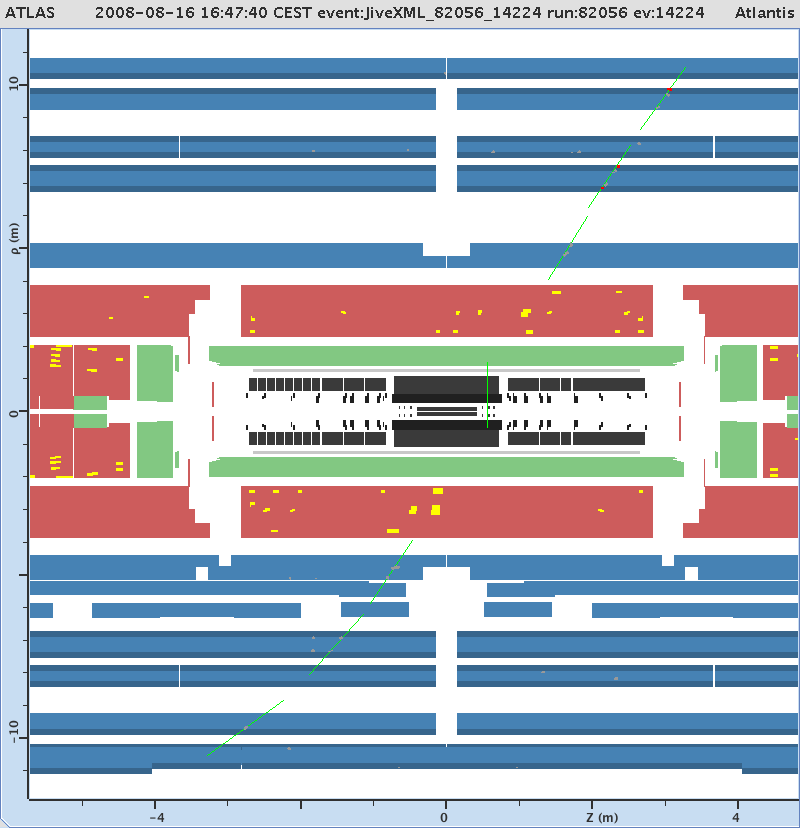 ATLAS 2008-08-16 16:47:40 CEST event:JiveXML_82056_14224 run:82056 ev:14224 Atlantis
10
ρ (m)
0
-10
-4 0 Z (m) 4